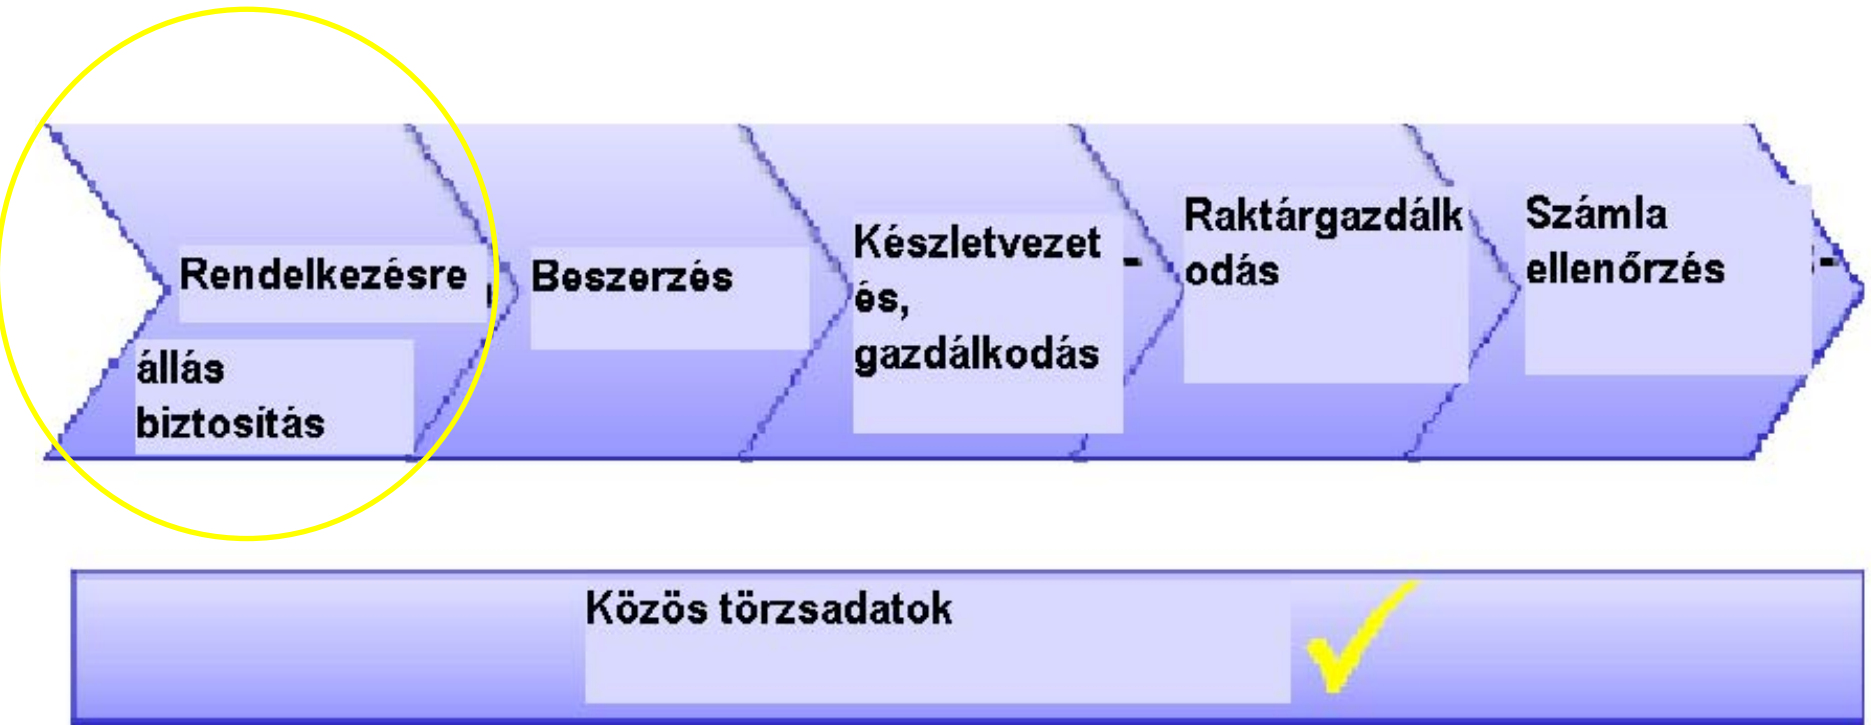 Rendelkezésre
állás
biztosítás
Beszerzés
Készletvezet
és,
gazdálkodás
-
Raktárgazdálk
odás
Számla
ellenőrzés
-
Közös törzsadatok